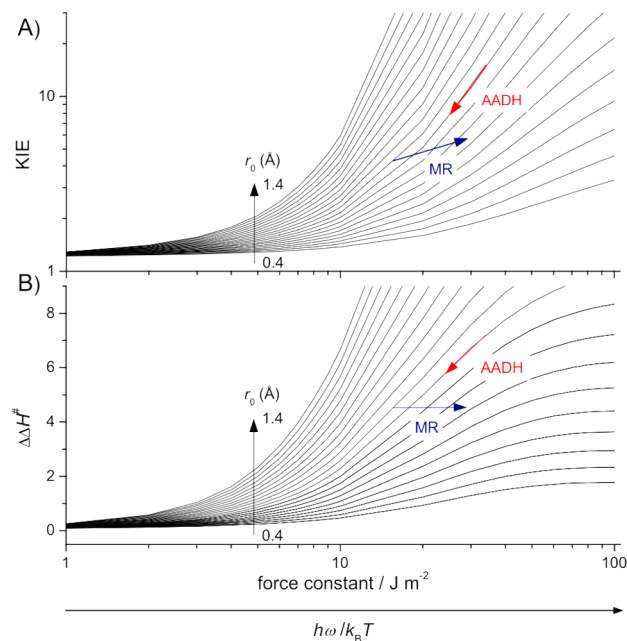 A)
10
1
KIE
r₀ (Å)
1.4
0.4
AADH
MR
B)
8
6
4
2
0
ΔΔH#
r₀ (Å)
1.4
0.4
AADH
MR
1
10
100
force constant / J m⁻²
hω/k_BT